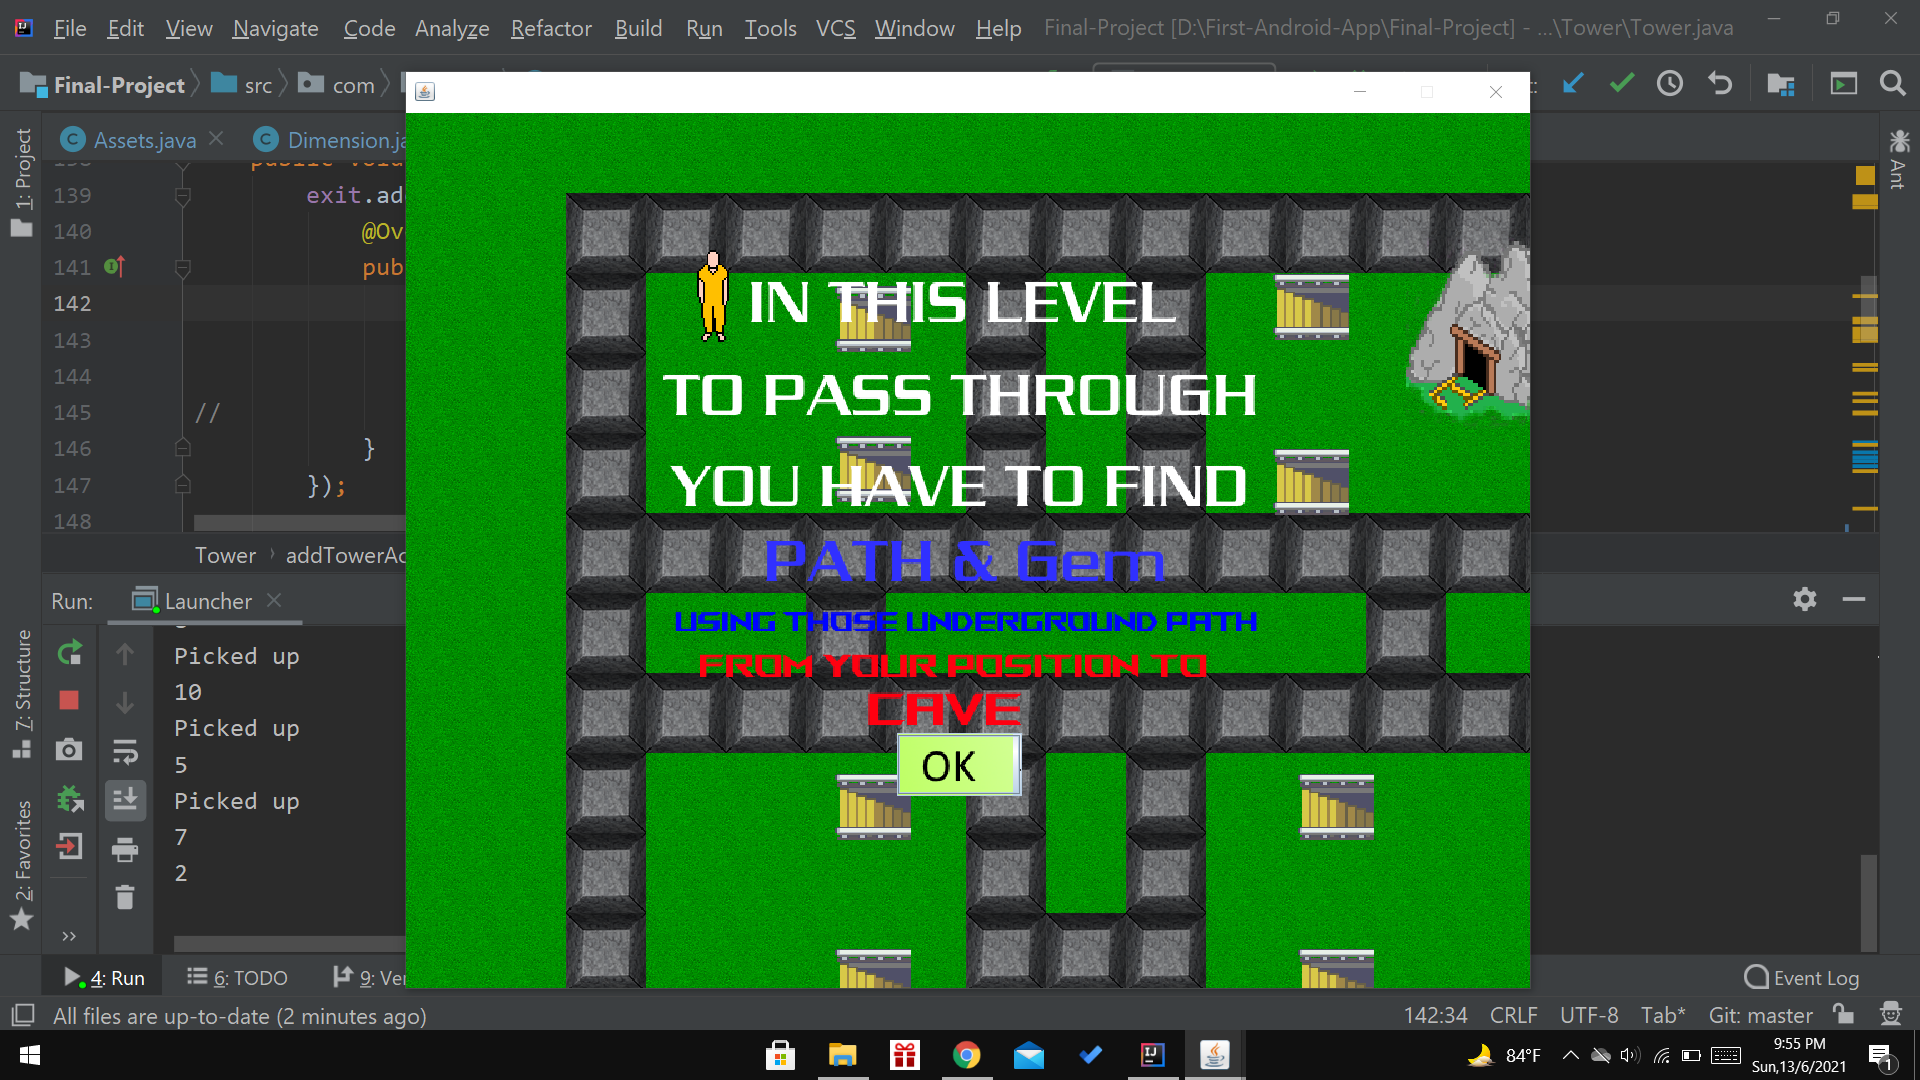 File Edit View Navigate Code Analyze Refactor Build Run Tools VCS Window Help Final-Project [D:\First-Android-App\Final-Project] - ...\Tower\Tower.java
Final-Project src com
1: Project
Assets.java
Dimension.ja
Ant
public void
139 exit.ad
140 @Ov
141 pub
142
143
144
145 //
146 }
147 });
148
Tower addTowerAc
IN THIS LEVEL
TO PASS THROUGH
YOU HAVE TO FIND
PATH & Gem
USING THOSE UNDERGROUND PATH
FROM YOUR POSITION TO
CAVE
OK
Run: Launcher
Picked up
10
Picked up
5
Picked up
7
2
7: Structure
2: Favorites
4: Run 6: TODO 9: Ver
Event Log
All files are up-to-date (2 minutes ago)
142:34 CRLF UTF-8 Tab* Git: master
84°F
9:55 PM
Sun,13/6/2021
1